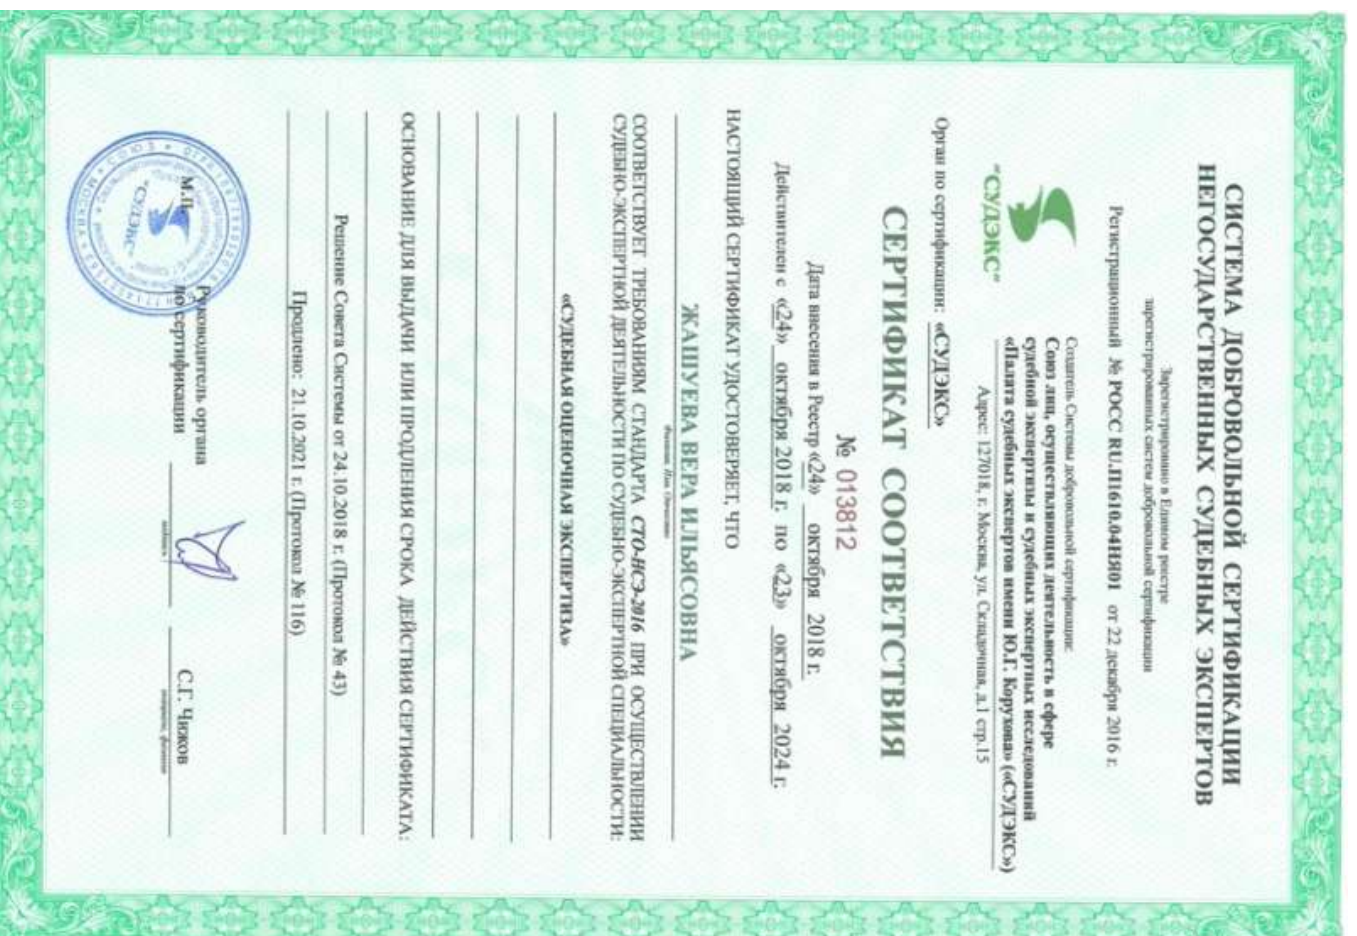 СИСТЕМА ДОБРОВОЛЬНОЙ СЕРТИФИКАЦИИ
НЕГОСУДАРСТВЕННЫХ СУДЕБНЫХ ЭКСПЕРТОВ
Зарегистрировано в Едином реестре
зарегистрированных систем добровольной сертификации
Регистрационный № РОСС RU.П1610.04НЯ01 от 22 декабря 2016 г.
"СУДЭКС"
Создатель Системы добровольной сертификации:
Союз лиц, осуществляющих деятельность в сфере
судебной экспертизы и судебных экспертных исследований
«Палата судебных экспертов имени Ю.Г. Корухова» («СУДЭКС»)
Адрес: 127018, г. Москва, ул. Складочная, д.1 стр.15
Орган по сертификации: «СУДЭКС»
СЕРТИФИКАТ СООТВЕТСТВИЯ
№ 013812
Дата внесения в Реестр «24» октября 2018 г.
Действителен с «24» октября 2018 г. по «23» октября 2024 г.
НАСТОЯЩИЙ СЕРТИФИКАТ УДОСТОВЕРЯЕТ, ЧТО
ЖАШУЕВА ВЕРА ИЛЬЯСОВНА
Фамилия, Имя, Отчество
СООТВЕТСТВУЕТ ТРЕБОВАНИЯМ СТАНДАРТА СТО-НСЭ-2016 ПРИ ОСУЩЕСТВЛЕНИИ
СУДЕБНО-ЭКСПЕРТНОЙ ДЕЯТЕЛЬНОСТИ ПО СУДЕБНО-ЭКСПЕРТНОЙ СПЕЦИАЛЬНОСТИ:
«СУДЕБНАЯ ОЦЕНОЧНАЯ ЭКСПЕРТИЗА»
ОСНОВАНИЕ ДЛЯ ВЫДАЧИ ИЛИ ПРОДЛЕНИЯ СРОКА ДЕЙСТВИЯ СЕРТИФИКАТА:
Решение Совета Системы от 24.10.2018 г. (Протокол № 43)
Продлено: 21.10.2021 г. (Протокол № 116)
М.П.
"СУДЭКС"
Руководитель органа
по сертификации
подпись
С.Г. Чижов
инициалы, фамилия